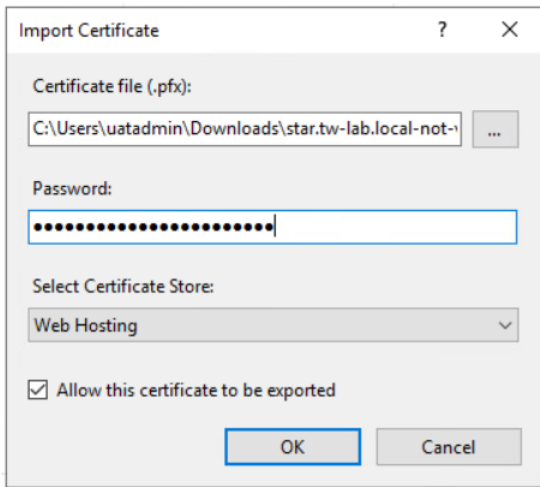 Import Certificate ?
Certificate file (.pfx):
C:\Users\uatadmin\Downloads\star.tw-lab.local-not- ...
Password:
●●●●●●●●●●●●●●●●●●●●●●●
Select Certificate Store:
Web Hosting
Allow this certificate to be exported
OK Cancel